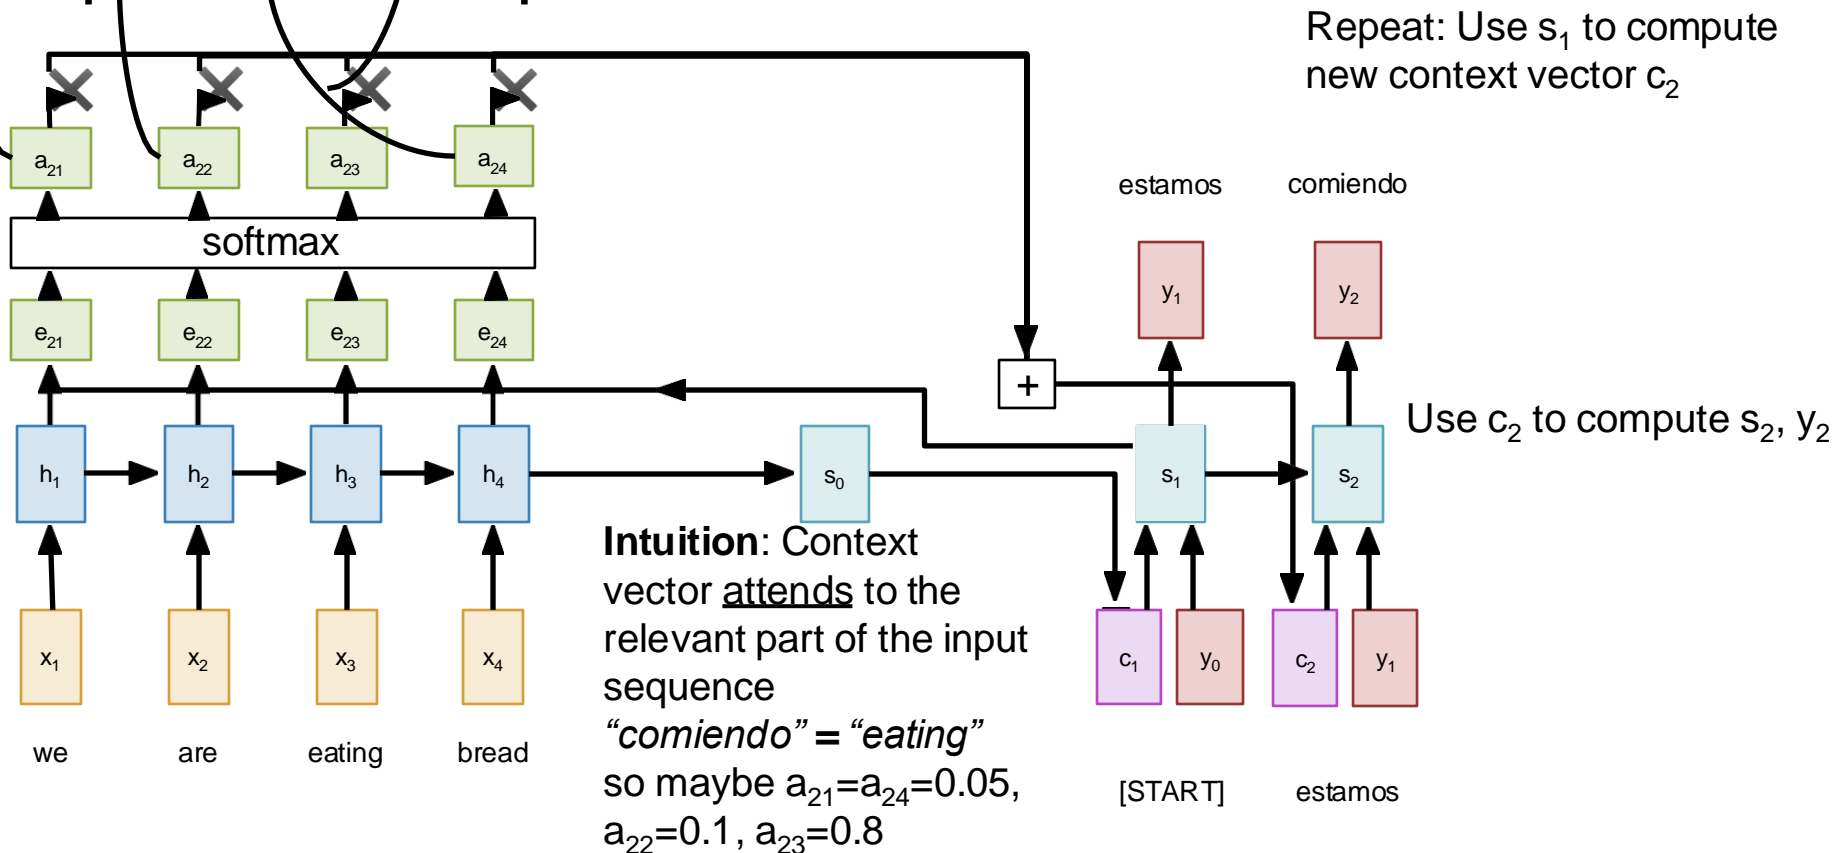 Repeat: Use s₁ to compute
new context vector c₂
a₂₁ a₂₂ a₂₃ a₂₄
estamos comiendo
softmax
y₁ y₂
e₂₁ e₂₂ e₂₃ e₂₄
+
Use c₂ to compute s₂, y₂
h₁ h₂ h₃ h₄ s₀ s₁ s₂
Intuition: Context
vector attends to the
relevant part of the input
sequence
“comiendo” = “eating”
so maybe a₂₁=a₂₄=0.05,
a₂₂=0.1, a₂₃=0.8
x₁ x₂ x₃ x₄
c₁ y₀ c₂ y₁
we are eating bread
[START] estamos